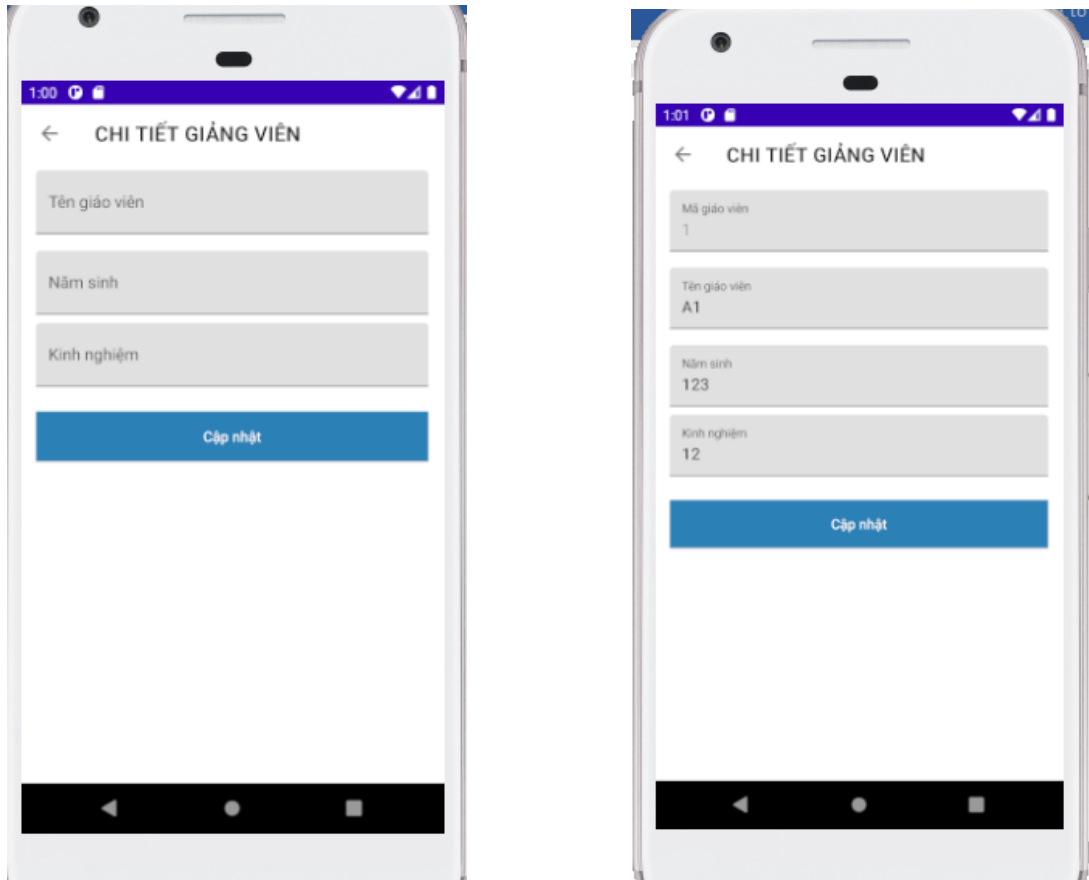 1:00
CHI TIẾT GIẢNG VIÊN
Tên giáo viên
Năm sinh
Kinh nghiệm
Cập nhật
to
1:01
CHI TIẾT GIẢNG VIÊN
Mã giáo viên
1
Tên giáo viên
A1
Năm sinh
123
Kinh nghiệm
12
Cập nhật